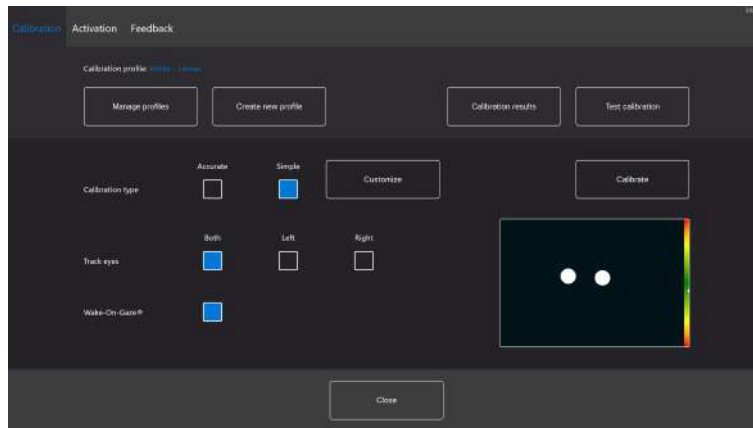 Calibration Activation Feedback
Calibration profile:
Manage profiles Create new profile Calibration results Test calibration
Accurate Simple
Calibration type Customize Calibrate
Both Left Right
Track eyes
Wake-On-Gaze®
Close